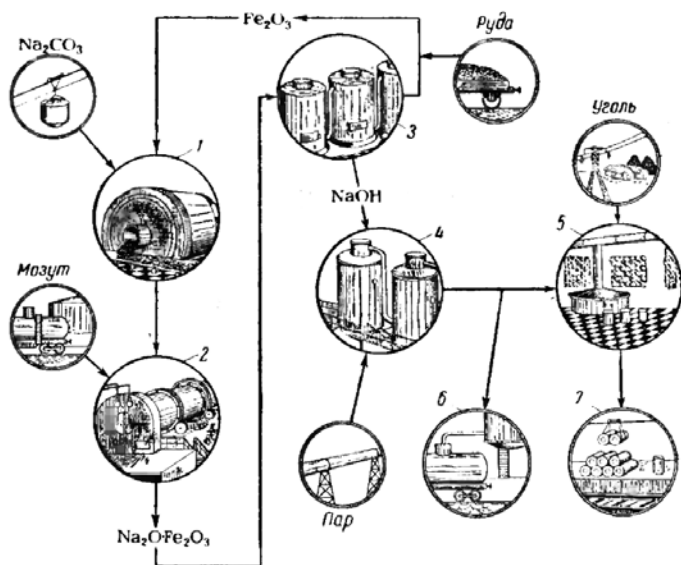 Fe₂O₃
Руда
Na₂CO₃
1
3
Уголь
NaOH
4
5
Мазут
2
6
7
Пар
Na₂O·Fe₂O₃